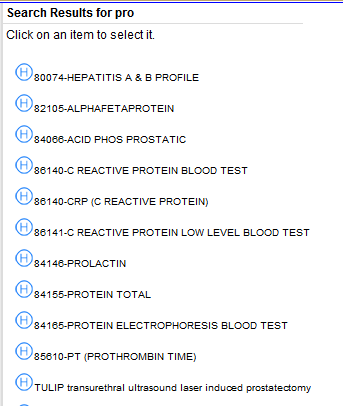 Search Results for pro
Click on an item to select it.
H 80074-HEPATITIS A & B PROFILE
H 82105-ALPHAFETAPROTEIN
H 84066-ACID PHOS PROSTATIC
H 86140-C REACTIVE PROTEIN BLOOD TEST
H 86140-CRP (C REACTIVE PROTEIN)
H 86141-C REACTIVE PROTEIN LOW LEVEL BLOOD TEST
H 84146-PROLACTIN
H 84155-PROTEIN TOTAL
H 84165-PROTEIN ELECTROPHORESIS BLOOD TEST
H 85610-PT (PROTHROMBIN TIME)
H TULIP transurethral ultrasound laser induced prostatectomy